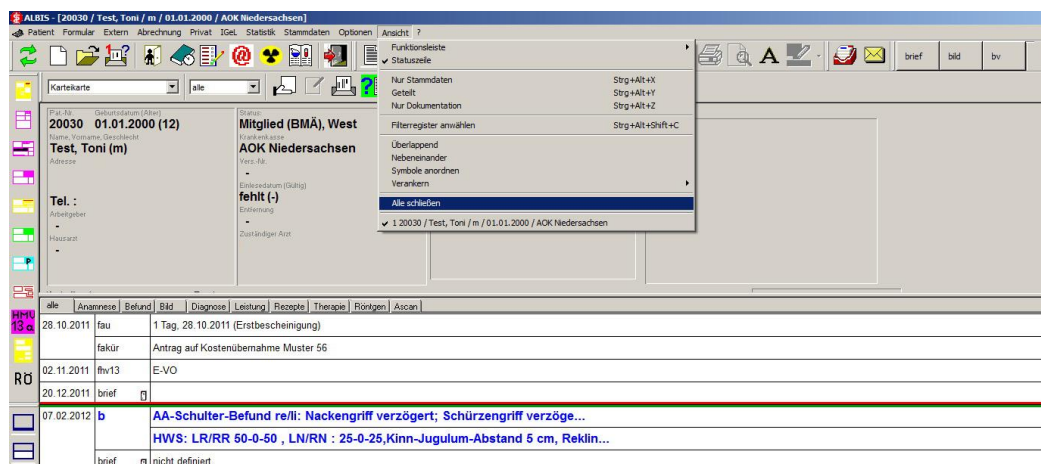 ALBIS - [20030 / Test, Toni / m / 01.01.2000 / AOK Niedersachsen]
Patient Formular Extern Abrechnung Privat IGeL Statistik Stammdaten Optionen Ansicht ?
Funktionsleiste
Statuszeile
A
brief bild bv
Karteikarte alle
Nur Stammdaten Strg+Alt+X
Geteilt Strg+Alt+Y
Nur Dokumentation Strg+Alt+Z
Filterregister anwählen Strg+Alt+Shift+C
Überlappend
Nebeneinander
Symbole anordnen
Verankern
Alle schließen
1 20030 / Test, Toni / m / 01.01.2000 / AOK Niedersachsen
Pat.-Nr. Geburtsdatum (Alter)
20030 01.01.2000 (12)
Name, Vorname, Geschlecht
Test, Toni (m)
Adresse
Tel. :
Arbeitgeber
-
Hausarzt
-
Status
Mitglied (BMÄ), West
Krankenkasse
AOK Niedersachsen
Vers.-Nr.
-
Einlesedatum (Gültig)
fehlt (-)
Entfernung
-
Zuständiger Arzt
alle Anamnese Befund Bild Diagnose Leistung Rezepte Therapie Röntgen Ascan
HMV
13 a
RÖ
28.10.2011 fau 1 Tag, 28.10.2011 (Erstbescheinigung)
fakür Antrag auf Kostenübernahme Muster 56
02.11.2011 fhv13 E-VO
20.12.2011 brief
07.02.2012 b AA-Schulter-Befund re/li: Nackengriff verzögert; Schürzengriff verzöge...
HWS: LR/RR 50-0-50 , LN/RN : 25-0-25,Kinn-Jugulum-Abstand 5 cm, Reklin...
brief nicht definiert